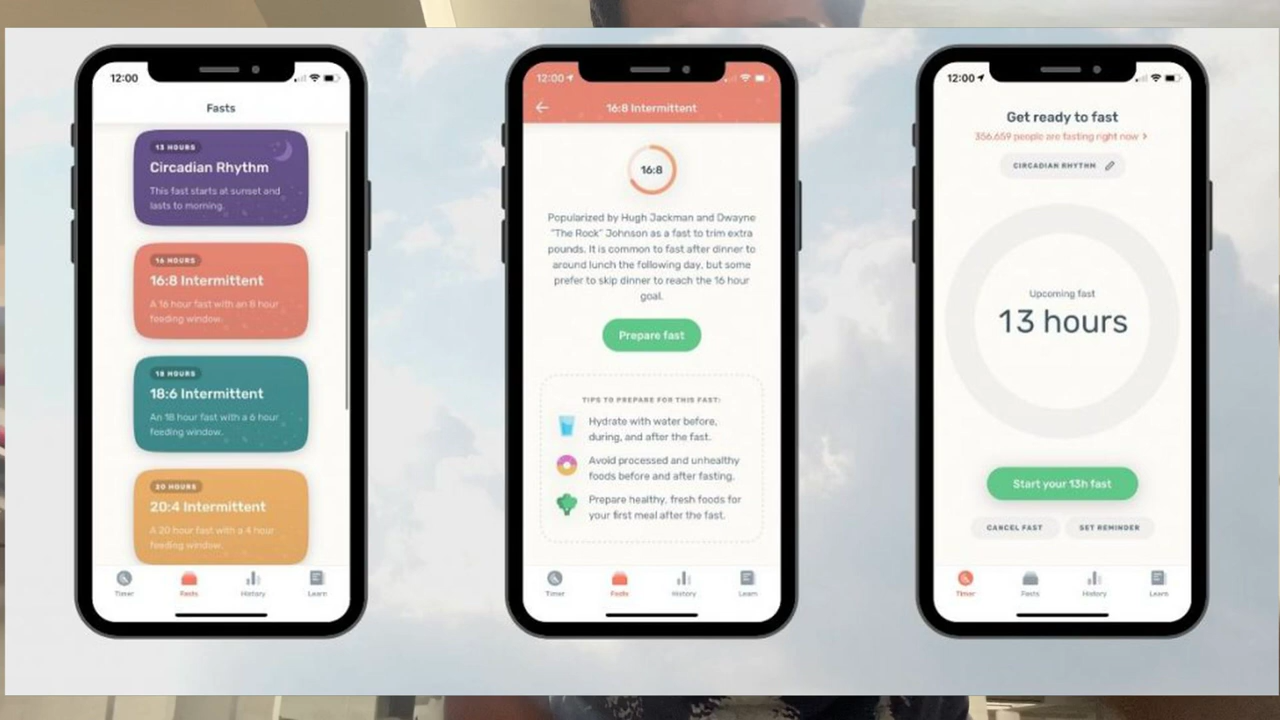 12:00
Fasts
13 HOURS
Circadian Rhythm
This fast starts at sunset and
lasts to morning.
16 HOURS
16:8 Intermittent
A 16 hour fast with an 8 hour
feeding window.
18 HOURS
18:6 Intermittent
An 18 hour fast with a 6 hour
feeding window.
20 HOURS
20:4 Intermittent
A 20 hour fast with a 4 hour
feeding window.
Timer
Fasts
History
Learn
12:00
16:8 Intermittent
16:8
Popularized by Hugh Jackman and Dwayne
"The Rock" Johnson as a fast to trim extra
pounds. It is common to fast after dinner to
around lunch the following day, but some
prefer to skip dinner to reach the 16 hour
goal.
Prepare fast
TIPS TO PREPARE FOR THIS FAST:
Hydrate with water before,
during, and after the fast.
Avoid processed and unhealthy
foods before and after fasting.
Prepare healthy, fresh foods for
your first meal after the fast.
Timer
Fasts
History
Learn
12:00
Get ready to fast
356,659 people are fasting right now
CIRCADIAN RHYTHM
Upcoming fast
13 hours
Start your 13h fast
CANCEL FAST
SET REMINDER
Timer
Fasts
History
Learn